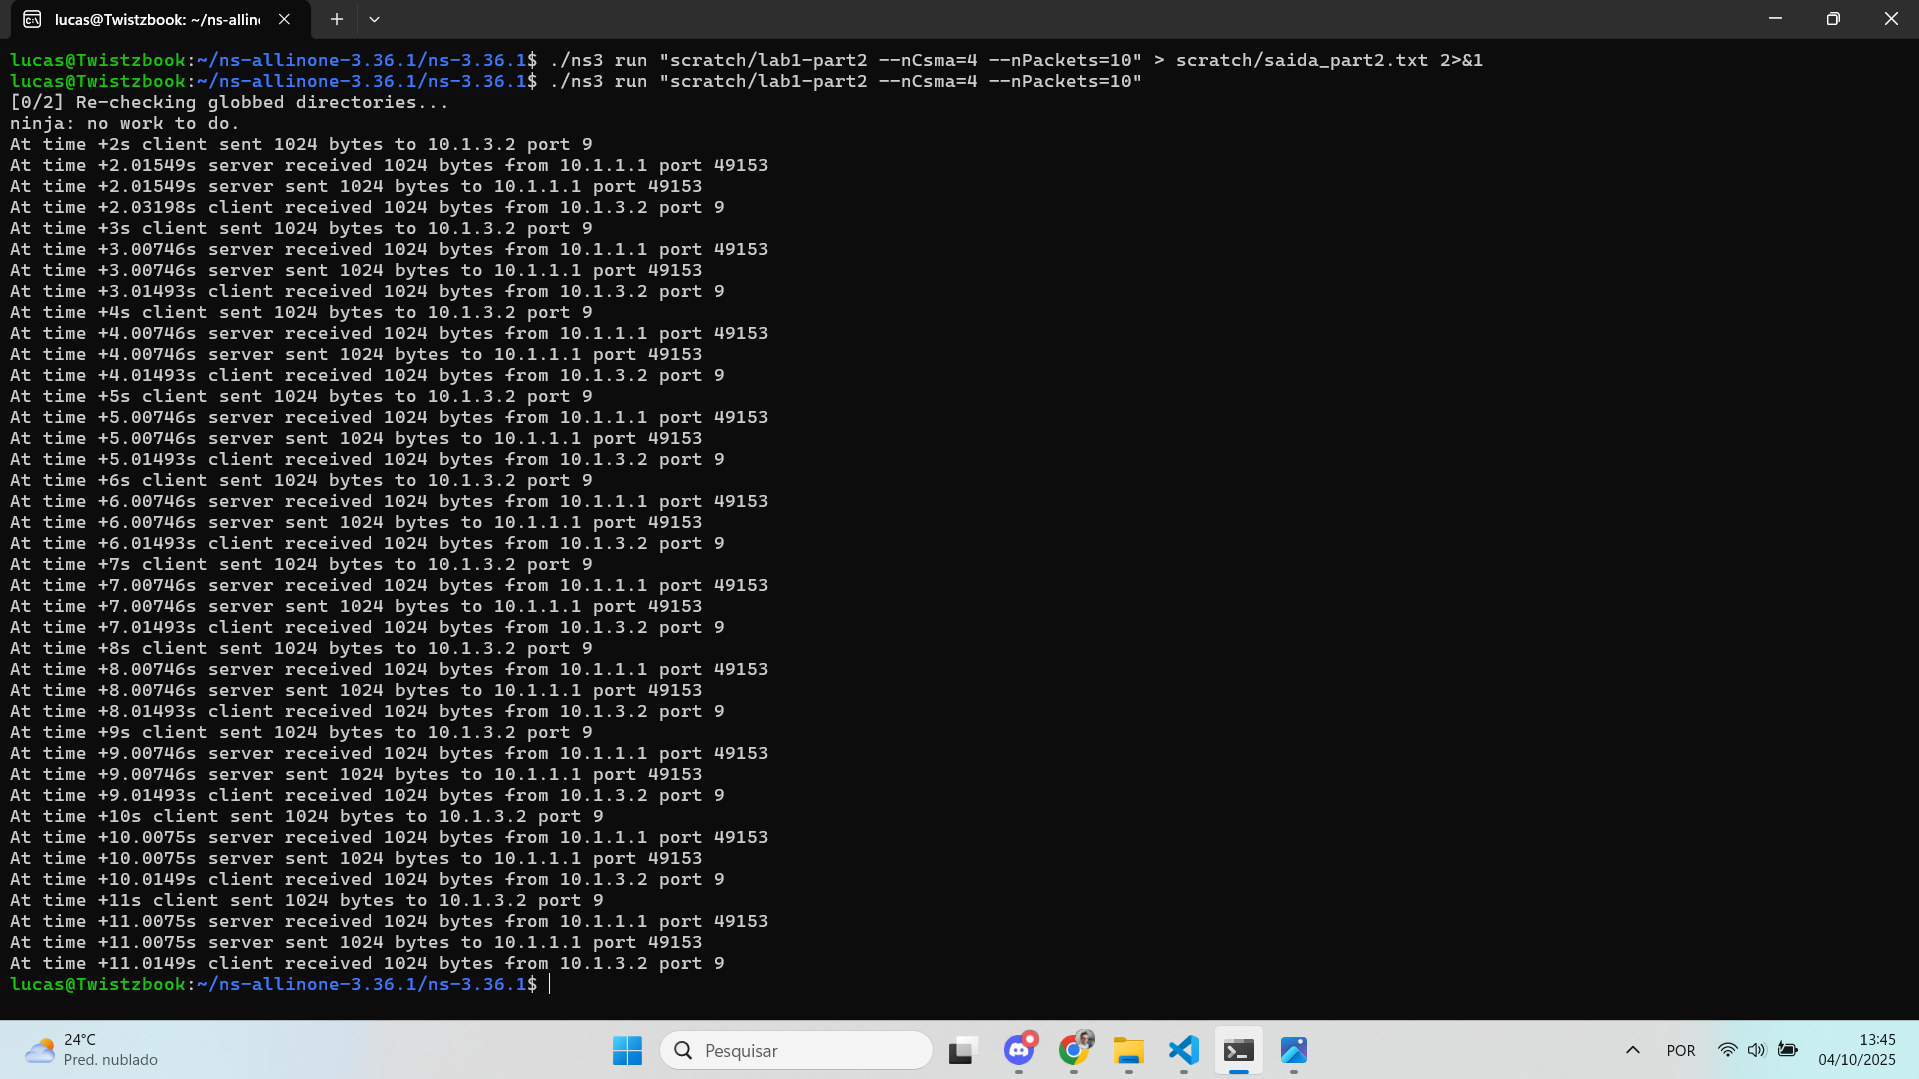 lucas@Twistzbook: ~/ns-allin
lucas@Twistzbook:~/ns-allinone-3.36.1/ns-3.36.1$ ./ns3 run "scratch/lab1-part2 --nCsma=4 --nPackets=10" > scratch/saida_part2.txt 2>&1
lucas@Twistzbook:~/ns-allinone-3.36.1/ns-3.36.1$ ./ns3 run "scratch/lab1-part2 --nCsma=4 --nPackets=10"
[0/2] Re-checking globbed directories...
ninja: no work to do.
At time +2s client sent 1024 bytes to 10.1.3.2 port 9
At time +2.01549s server received 1024 bytes from 10.1.1.1 port 49153
At time +2.01549s server sent 1024 bytes to 10.1.1.1 port 49153
At time +2.03198s client received 1024 bytes from 10.1.3.2 port 9
At time +3s client sent 1024 bytes to 10.1.3.2 port 9
At time +3.00746s server received 1024 bytes from 10.1.1.1 port 49153
At time +3.00746s server sent 1024 bytes to 10.1.1.1 port 49153
At time +3.01493s client received 1024 bytes from 10.1.3.2 port 9
At time +4s client sent 1024 bytes to 10.1.3.2 port 9
At time +4.00746s server received 1024 bytes from 10.1.1.1 port 49153
At time +4.00746s server sent 1024 bytes to 10.1.1.1 port 49153
At time +4.01493s client received 1024 bytes from 10.1.3.2 port 9
At time +5s client sent 1024 bytes to 10.1.3.2 port 9
At time +5.00746s server received 1024 bytes from 10.1.1.1 port 49153
At time +5.00746s server sent 1024 bytes to 10.1.1.1 port 49153
At time +5.01493s client received 1024 bytes from 10.1.3.2 port 9
At time +6s client sent 1024 bytes to 10.1.3.2 port 9
At time +6.00746s server received 1024 bytes from 10.1.1.1 port 49153
At time +6.00746s server sent 1024 bytes to 10.1.1.1 port 49153
At time +6.01493s client received 1024 bytes from 10.1.3.2 port 9
At time +7s client sent 1024 bytes to 10.1.3.2 port 9
At time +7.00746s server received 1024 bytes from 10.1.1.1 port 49153
At time +7.00746s server sent 1024 bytes to 10.1.1.1 port 49153
At time +7.01493s client received 1024 bytes from 10.1.3.2 port 9
At time +8s client sent 1024 bytes to 10.1.3.2 port 9
At time +8.00746s server received 1024 bytes from 10.1.1.1 port 49153
At time +8.00746s server sent 1024 bytes to 10.1.1.1 port 49153
At time +8.01493s client received 1024 bytes from 10.1.3.2 port 9
At time +9s client sent 1024 bytes to 10.1.3.2 port 9
At time +9.00746s server received 1024 bytes from 10.1.1.1 port 49153
At time +9.00746s server sent 1024 bytes to 10.1.1.1 port 49153
At time +9.01493s client received 1024 bytes from 10.1.3.2 port 9
At time +10s client sent 1024 bytes to 10.1.3.2 port 9
At time +10.0075s server received 1024 bytes from 10.1.1.1 port 49153
At time +10.0075s server sent 1024 bytes to 10.1.1.1 port 49153
At time +10.0149s client received 1024 bytes from 10.1.3.2 port 9
At time +11s client sent 1024 bytes to 10.1.3.2 port 9
At time +11.0075s server received 1024 bytes from 10.1.1.1 port 49153
At time +11.0075s server sent 1024 bytes to 10.1.1.1 port 49153
At time +11.0149s client received 1024 bytes from 10.1.3.2 port 9
lucas@Twistzbook:~/ns-allinone-3.36.1/ns-3.36.1$
24°C
Pred. nublado
Pesquisar
POR
13:45
04/10/2025